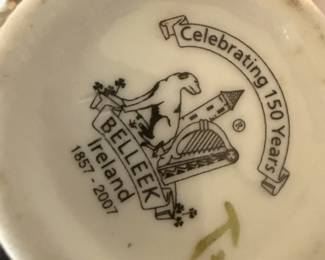 Celebrating 150 Years
®
BELLEEK
Ireland
1857 - 2007